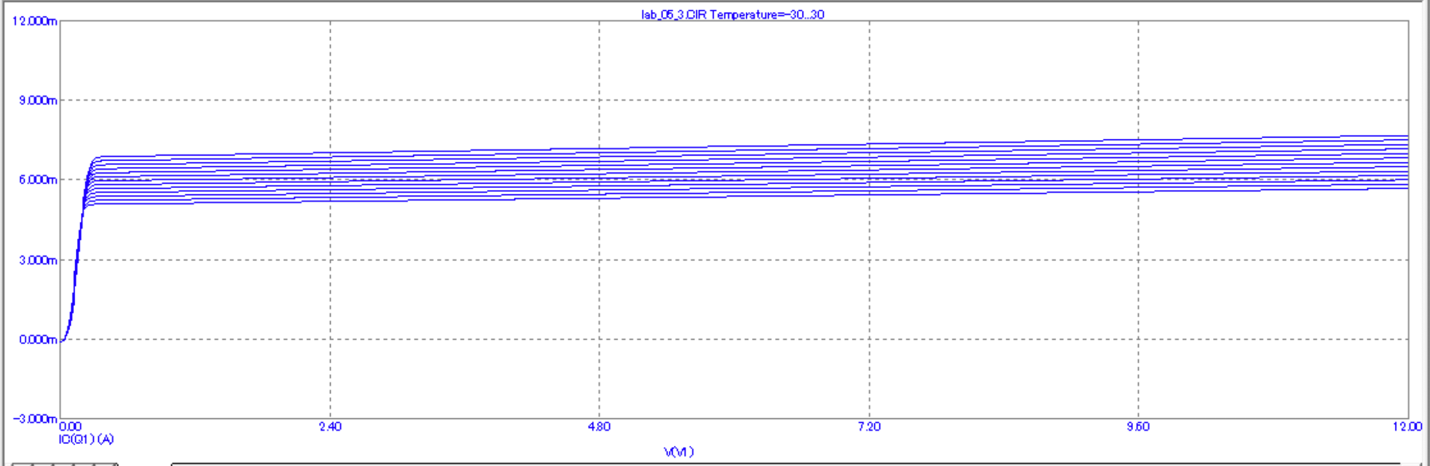 lab_05_3.CIR Temperature=-30...30
12.000m
9.000m
6.000m
3.000m
0.000m
-3.000m
0.00
2.40
4.80
7.20
9.60
12.00
IC(Q1) (A)
V(V1)